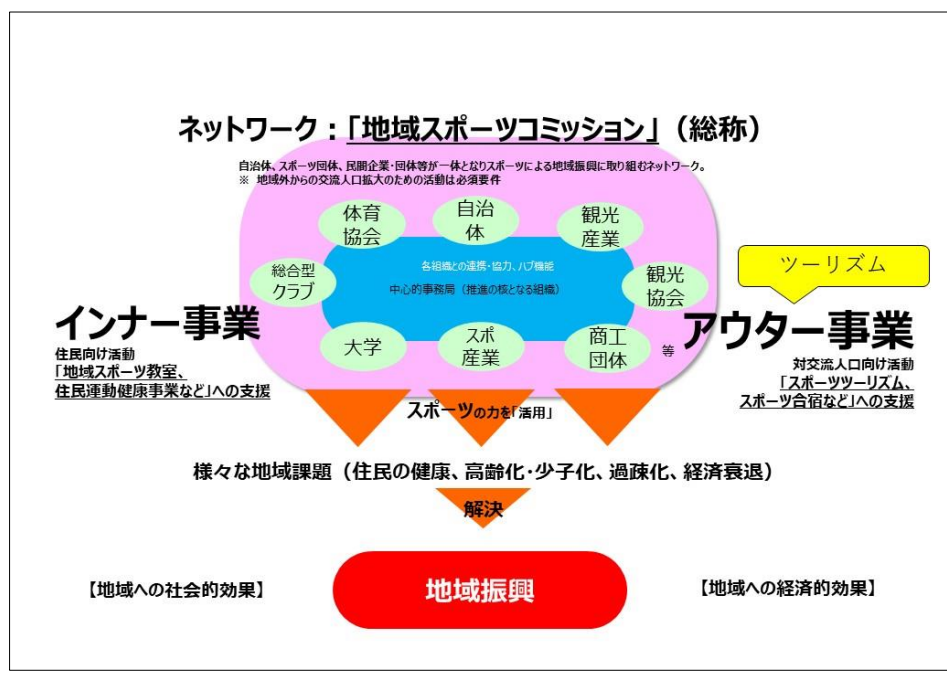 ネットワーク：「地域スポーツコミッション」（総称）
自治体、スポーツ団体、民間企業・団体等が一体となりスポーツによる地域振興に取り組むネットワーク。
※ 地域外からの交流人口拡大のための活動は必須要件
体育
協会
自治
体
観光
産業
総合型
クラブ
各組織との連携・協力、ハブ機能
中心的事務局（推進の核となる組織）
観光
協会
ツーリズム
大学
スポ
産業
商工
団体
等
インナー事業
住民向け活動
「地域スポーツ教室、
住民運動健康事業など」への支援
アウター事業
対交流人口向け活動
「スポーツツーリズム、
スポーツ合宿など」への支援
スポーツの力を「活用」
様々な地域課題（住民の健康、高齢化・少子化、過疎化、経済衰退）
解決
【地域への社会的効果】
地域振興
【地域への経済的効果】